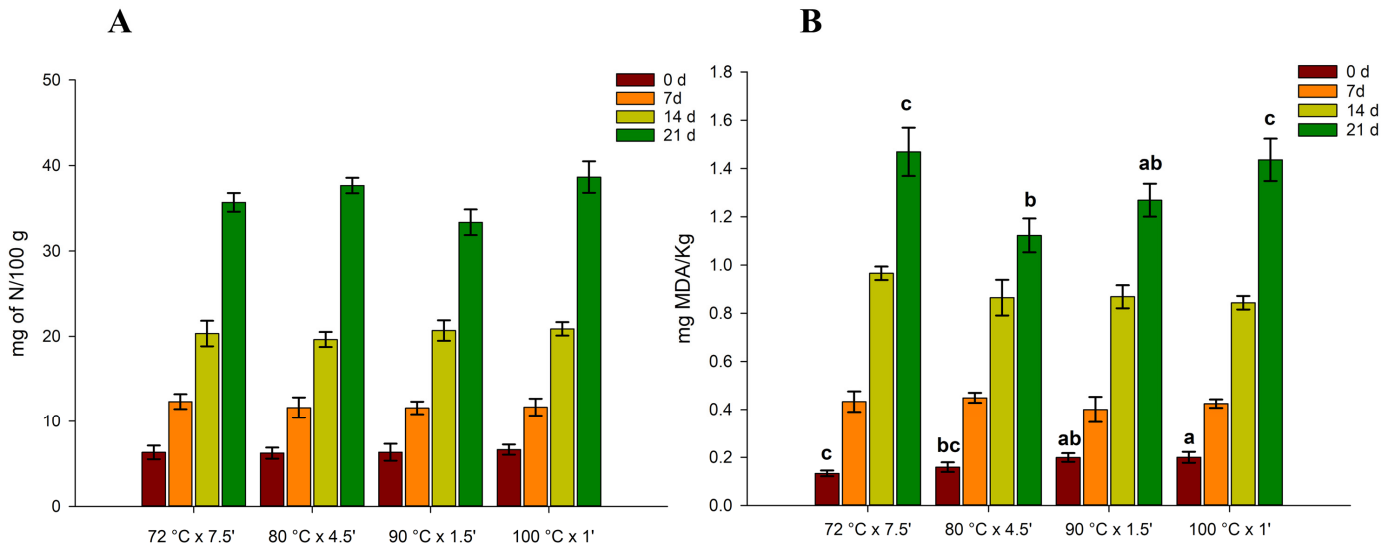 A
mg of N/100 g
50
40
30
20
10
0
0 d
7d
14 d
21 d
72 °C x 7.5'
80 °C x 4.5'
90 °C x 1.5'
100 °C x 1'
B
mg MDA/Kg
1.8
1.6
1.4
1.2
1.0
0.8
0.6
0.4
0.2
0.0
0 d
7d
14 d
21 d
c
c
bc
b
ab
ab
a
c
72 °C x 7.5'
80 °C x 4.5'
90 °C x 1.5'
100 °C x 1'